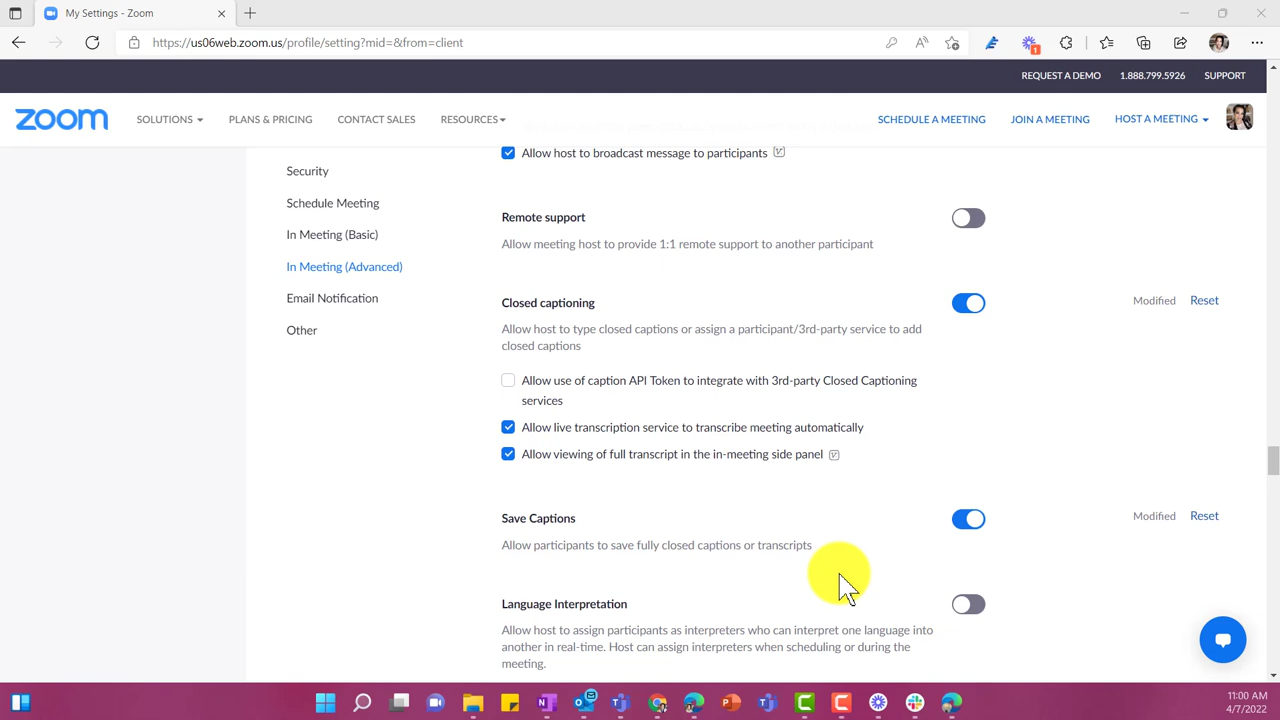 My Settings - Zoom
https://us06web.zoom.us/profile/setting?mid=&from=client
1
REQUEST A DEMO 1.888.799.5926 SUPPORT
zoom SOLUTIONS PLANS & PRICING CONTACT SALES RESOURCES SCHEDULE A MEETING JOIN A MEETING HOST A MEETING
Allow host to broadcast message to participants
Security
Schedule Meeting
In Meeting (Basic)
In Meeting (Advanced)
Email Notification
Other
Remote support
Allow meeting host to provide 1:1 remote support to another participant
Closed captioning
Modified Reset
Allow host to type closed captions or assign a participant/3rd-party service to add
closed captions
Allow use of caption API Token to integrate with 3rd-party Closed Captioning
services
Allow live transcription service to transcribe meeting automatically
Allow viewing of full transcript in the in-meeting side panel
Save Captions
Modified Reset
Allow participants to save fully closed captions or transcripts
Language Interpretation
Allow host to assign participants as interpreters who can interpret one language into
another in real-time. Host can assign interpreters when scheduling or during the
meeting.
11:00 AM
4/7/2022